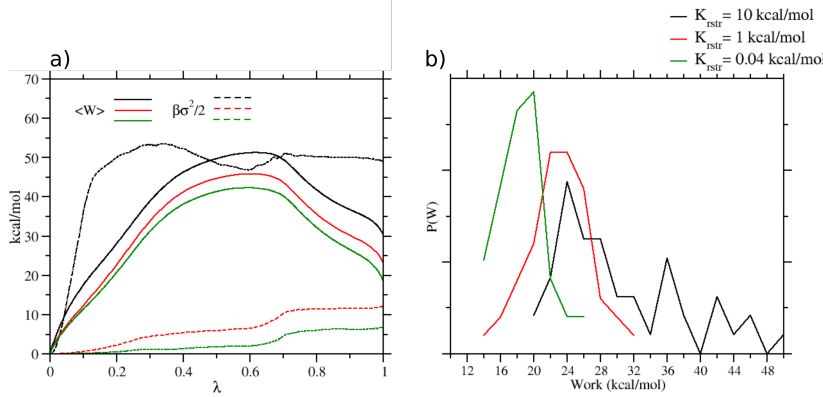 a)
b)
K_rstr= 10 kcal/mol
K_rstr= 1 kcal/mol
K_rstr= 0.04 kcal/mol
<W>
βσ²/2
kcal/mol
70
60
50
40
30
20
10
0
0 0.2 0.4 0.6 0.8 1
λ
P(W)
12 16 20 24 28 32 36 40 44 48
Work (kcal/mol)